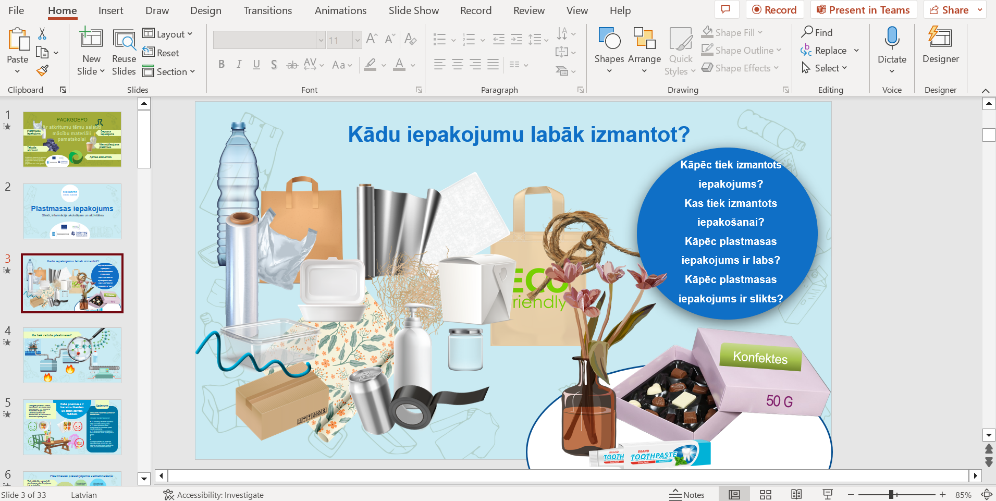 File Home Insert Draw Design Transitions Animations Slide Show Record Review View Help
Record Present in Teams Share
Paste
New Slide
Reuse Slides
Layout
Reset
Section
11
B I U S ab AV Aa A
Shapes
Arrange
Quick Styles
Shape Fill
Shape Outline
Shape Effects
Find
Replace
Select
Dictate
Designer
Clipboard Slides Font Paragraph Drawing Editing Voice Designer
1
2
Plastmasas iepakojums
3
4
5
6
Kādu iepakojumu labāk izmantot?
Kāpēc tiek izmantots
iepakojums?
Kas tiek izmantots
iepakošanai?
Kāpēc plastmasas
iepakojums ir labs?
Kāpēc plastmasas
iepakojums ir slikts?
ECO
friendly
Konfektes
50 G
TOOTHPASTE
Slide 3 of 33 Latvian Accessibility: Investigate Notes 85%